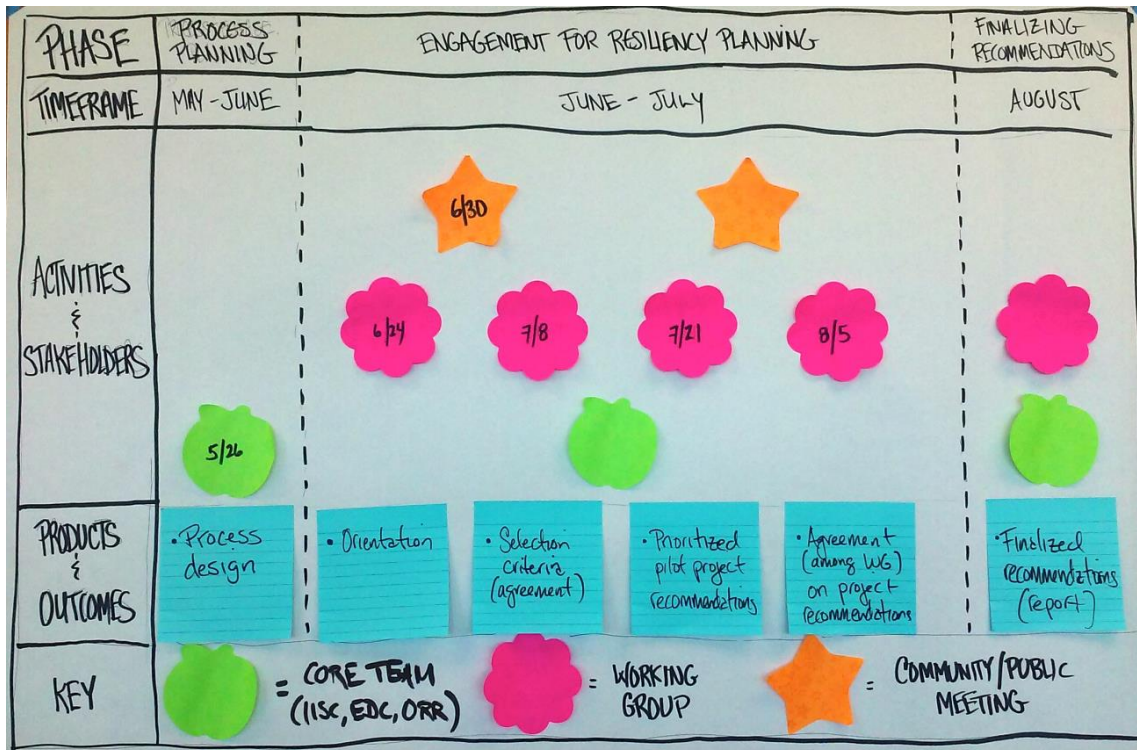 PHASE
PROCESS
PLANNING
ENGAGEMENT FOR RESILIENCY PLANNING
FINALIZING
RECOMMENDATIONS
TIMEFRAME
MAY - JUNE
JUNE - JULY
AUGUST
ACTIVITIES
&
STAKEHOLDERS
6/30
6/24
7/8
7/21
8/5
5/26
PRODUCTS
&
OUTCOMES
• Process
design
• Orientation
• Selection
criteria
(agreement)
• Prioritized
pilot project
recommendations
• Agreement
(among WG)
on project
recommendations
• Finalized
recommendations
(report)
KEY
= CORE TEAM
(IISC, EDC, ORR)
= WORKING
GROUP
= COMMUNITY/PUBLIC
MEETING